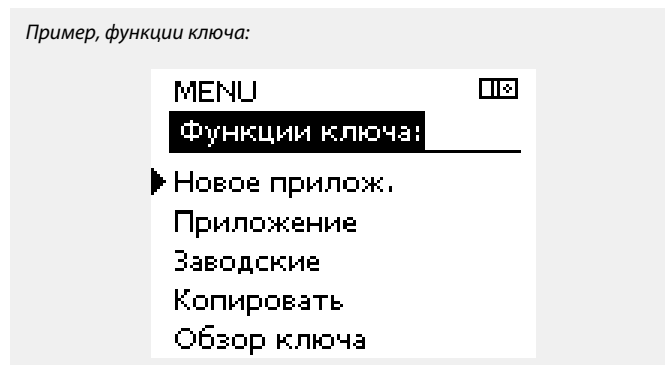 Пример, функции ключа:
MENU
Функции ключа:
Новое прилож.
Приложение
Заводские
Копировать
Обзор ключа